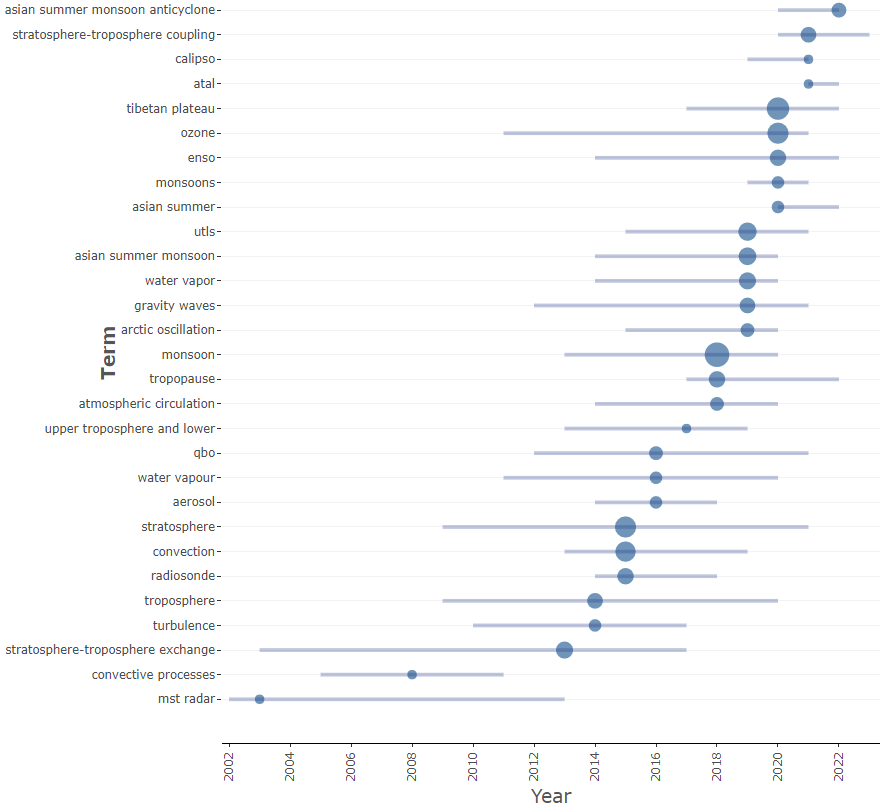 asian summer monsoon anticyclone
stratosphere-troposphere coupling
calipso
atal
tibetan plateau
ozone
enso
monsoons
asian summer
utls
asian summer monsoon
water vapor
gravity waves
arctic oscillation
Term
monsoon
tropopause
atmospheric circulation
upper troposphere and lower
qbo
water vapour
aerosol
stratosphere
convection
radiosonde
troposphere
turbulence
stratosphere-troposphere exchange
convective processes
mst radar
2002 2004 2006 2008 2010 2012 2014 2016 2018 2020 2022
Year